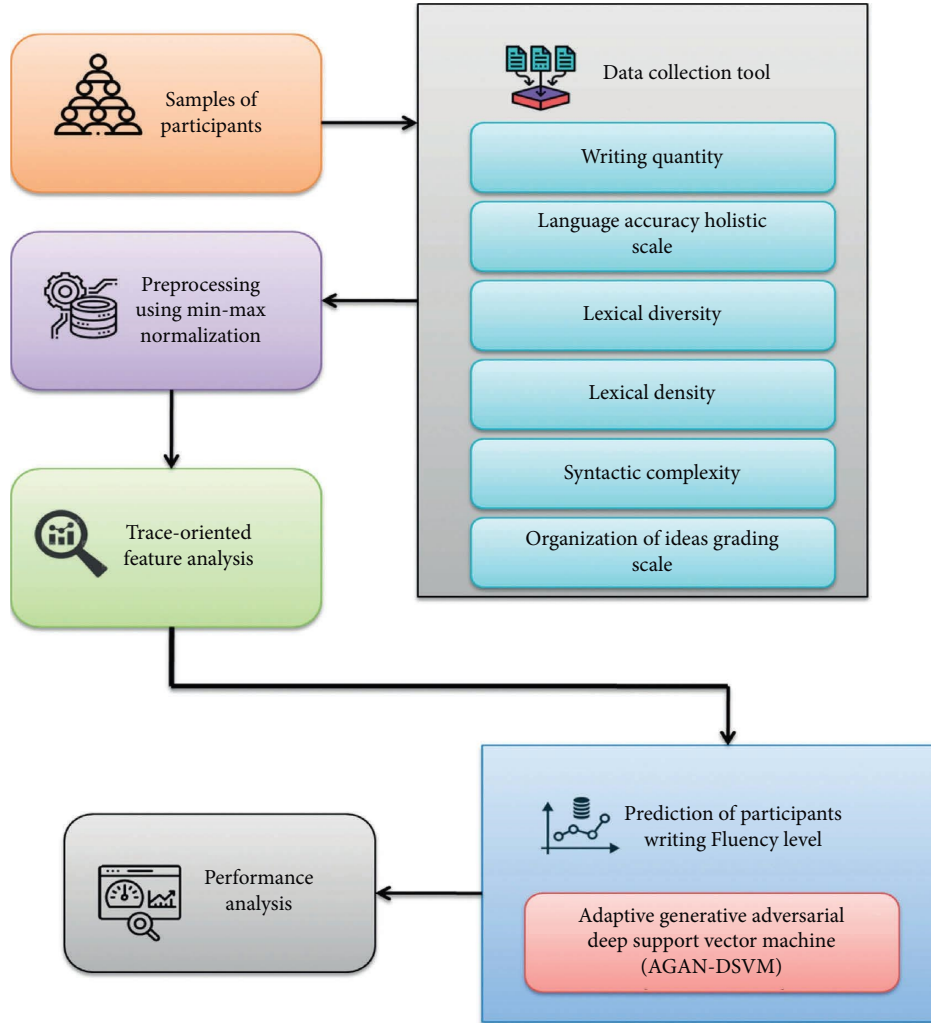 Samples of
participants
Data collection tool
Writing quantity
Language accuracy holistic
scale
Lexical diversity
Lexical density
Syntactic complexity
Organization of ideas grading
scale
Preprocessing
using min-max
normalization
Trace-oriented
feature analysis
Prediction of participants
writing Fluency level
Adaptive generative adversarial
deep support vector machine
(AGAN-DSVM)
Performance
analysis